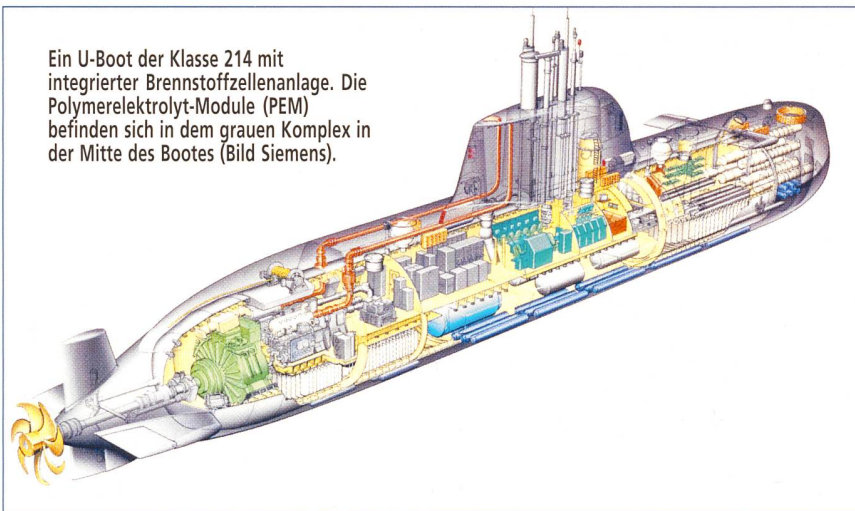 Ein U-Boot der Klasse 214 mit
integrierter Brennstoffzellenanlage. Die
Polymerelektrolyt-Module (PEM)
befinden sich in dem grauen Komplex in
der Mitte des Bootes (Bild Siemens).